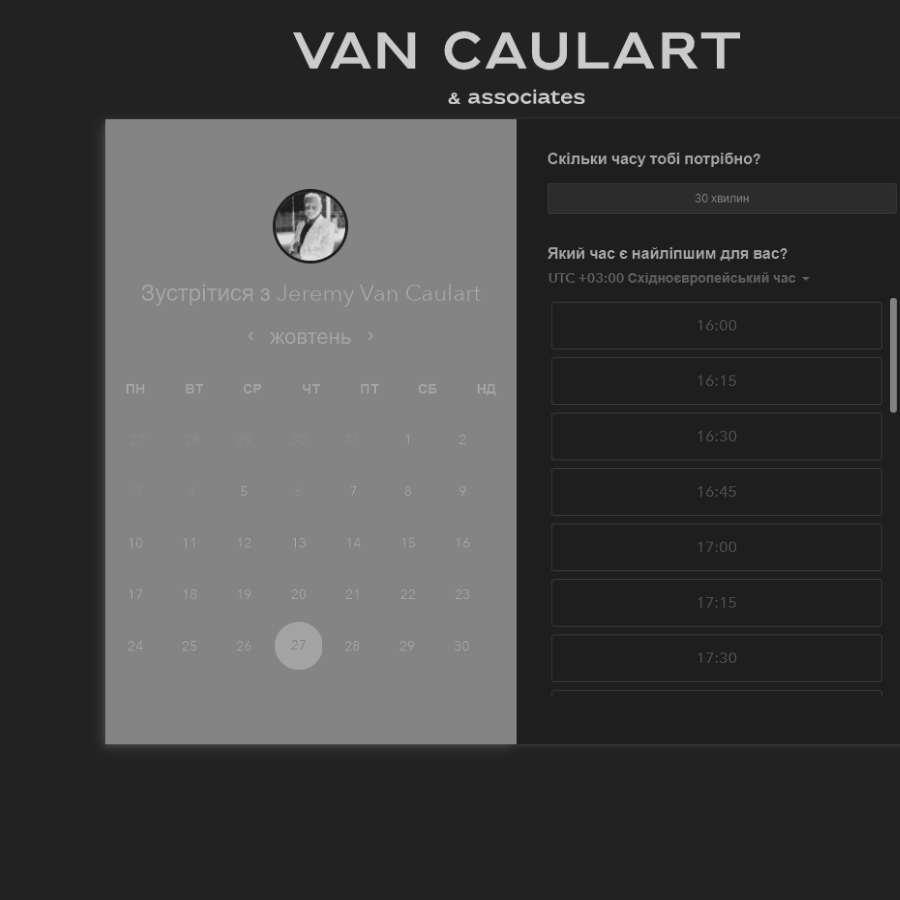 VAN CAULART
& associates
Зустрітися з Jeremy Van Caulart
жовтень
ПН ВТ СР ЧТ ПТ СБ НД
27 28 29 30 31 1 2
3 4 5 6 7 8 9
10 11 12 13 14 15 16
17 18 19 20 21 22 23
24 25 26 27 28 29 30
Скільки часу тобі потрібно?
30 хвилин
Який час є найліпшим для вас?
UTC +03:00 Східноєвропейський час
16:00
16:15
16:30
16:45
17:00
17:15
17:30